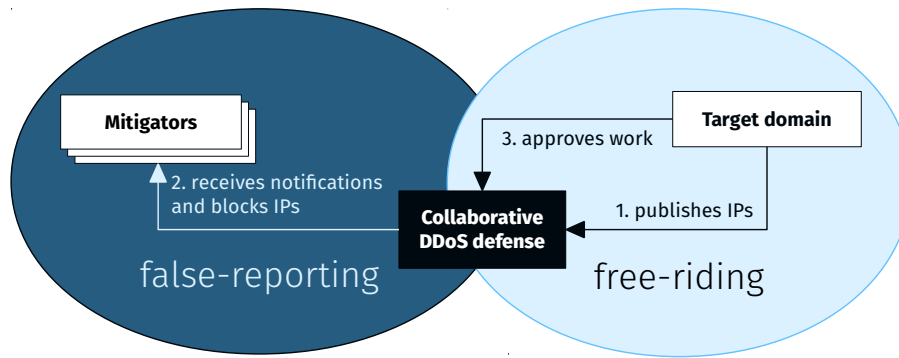 Mitigators
Target domain
3. approves work
2. receives notifications
and blocks IPs
Collaborative
DDoS defense
1. publishes IPs
false-reporting
free-riding